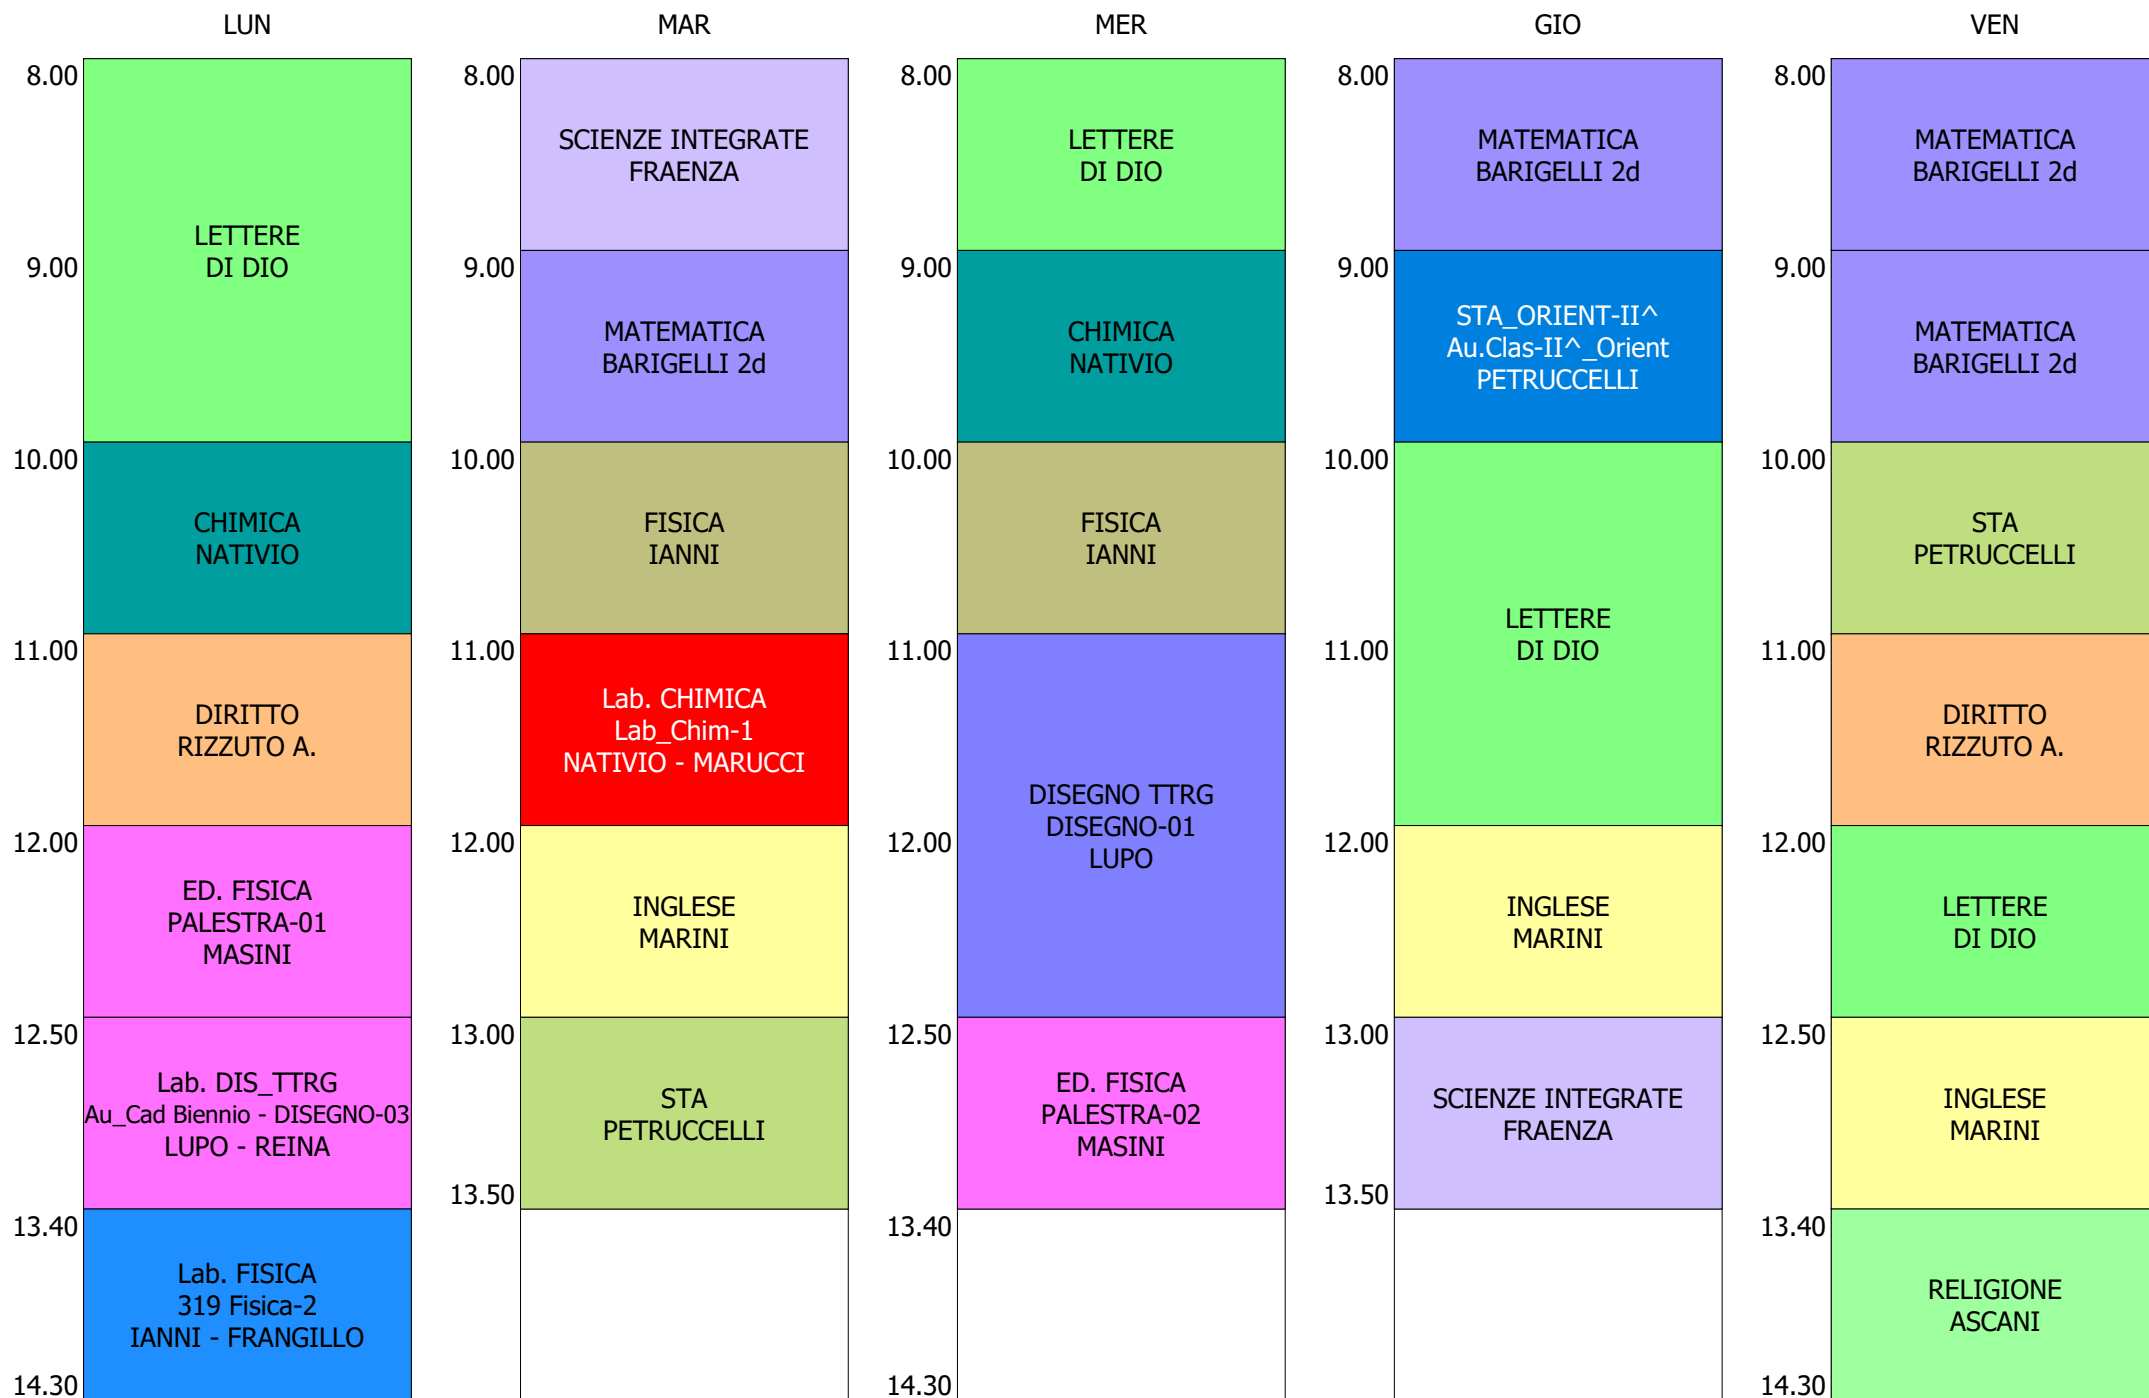 LUN
MAR
MER
GIO
VEN
8.00
LETTERE
DI DIO
9.00
10.00
CHIMICA
NATIVIO
11.00
DIRITTO
RIZZUTO A.
12.00
ED. FISICA
PALESTRA-01
MASINI
12.50
Lab. DIS_TTRG
Au_Cad Biennio - DISEGNO-03
LUPO - REINA
13.40
Lab. FISICA
319 Fisica-2
IANNI - FRANGILLO
14.30
8.00
SCIENZE INTEGRATE
FRAENZA
9.00
MATEMATICA
BARIGELLI 2d
10.00
FISICA
IANNI
11.00
Lab. CHIMICA
Lab_Chim-1
NATIVIO - MARUCCI
12.00
INGLESE
MARINI
13.00
STA
PETRUCCELLI
13.50
8.00
LETTERE
DI DIO
9.00
CHIMICA
NATIVIO
10.00
FISICA
IANNI
11.00
DISEGNO TTRG
DISEGNO-01
LUPO
12.00
12.50
ED. FISICA
PALESTRA-02
MASINI
13.40
14.30
8.00
MATEMATICA
BARIGELLI 2d
9.00
STA_ORIENT-II^
Au.Clas-II^_Orient
PETRUCCELLI
10.00
LETTERE
DI DIO
11.00
12.00
INGLESE
MARINI
13.00
SCIENZE INTEGRATE
FRAENZA
13.50
8.00
MATEMATICA
BARIGELLI 2d
9.00
MATEMATICA
BARIGELLI 2d
10.00
STA
PETRUCCELLI
11.00
DIRITTO
RIZZUTO A.
12.00
LETTERE
DI DIO
12.50
INGLESE
MARINI
13.40
RELIGIONE
ASCANI
14.30